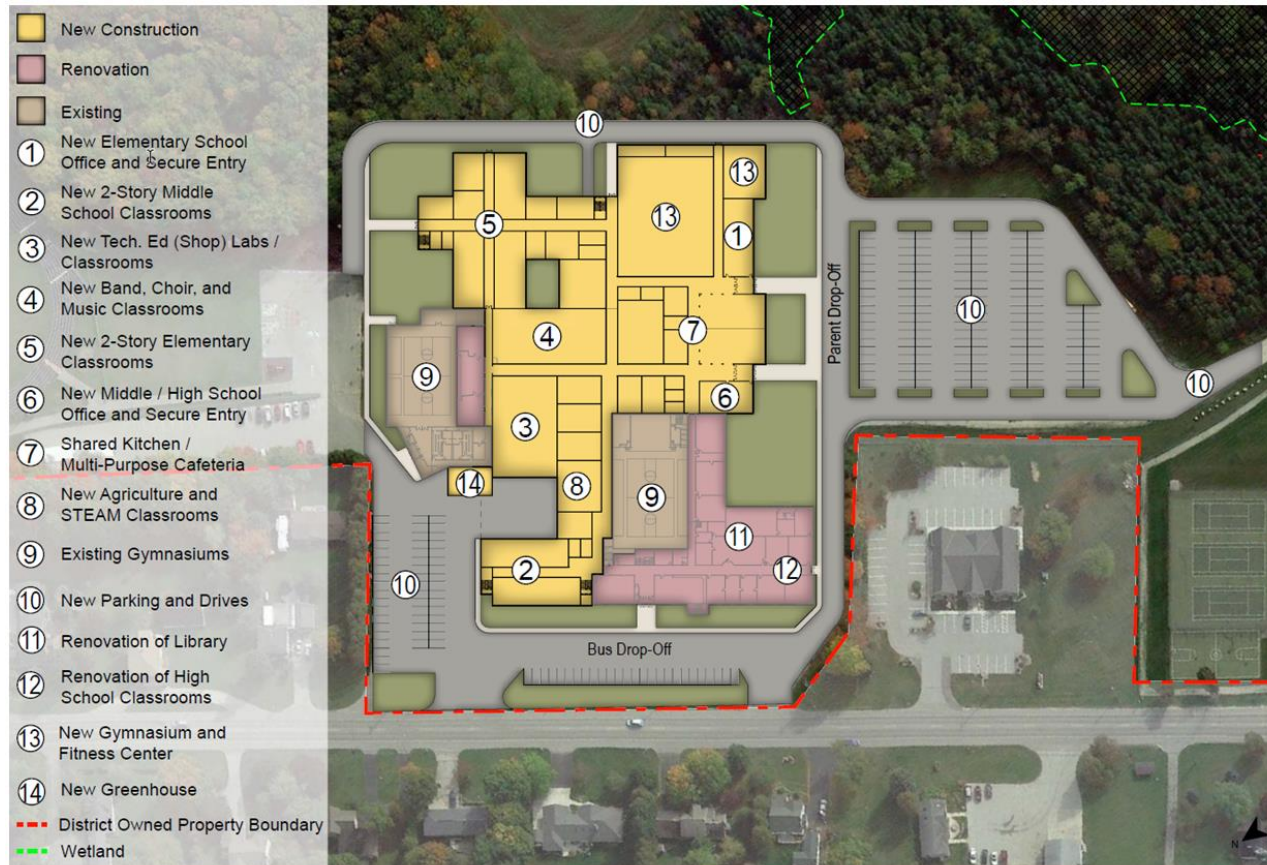 New Construction
Renovation
Existing
1 New Elementary School
Office and Secure Entry
2 New 2-Story Middle
School Classrooms
3 New Tech. Ed (Shop) Labs /
Classrooms
4 New Band, Choir, and
Music Classrooms
5 New 2-Story Elementary
Classrooms
6 New Middle / High School
Office and Secure Entry
7 Shared Kitchen /
Multi-Purpose Cafeteria
8 New Agriculture and
STEAM Classrooms
9 Existing Gymnasiums
10 New Parking and Drives
11 Renovation of Library
12 Renovation of High
School Classrooms
13 New Gymnasium and
Fitness Center
14 New Greenhouse
District Owned Property Boundary
Wetland
10
13
5
13
1
10
4
7
Parent Drop-Off
9
10
6
3
14
8
9
11
2
10
12
Bus Drop-Off
N